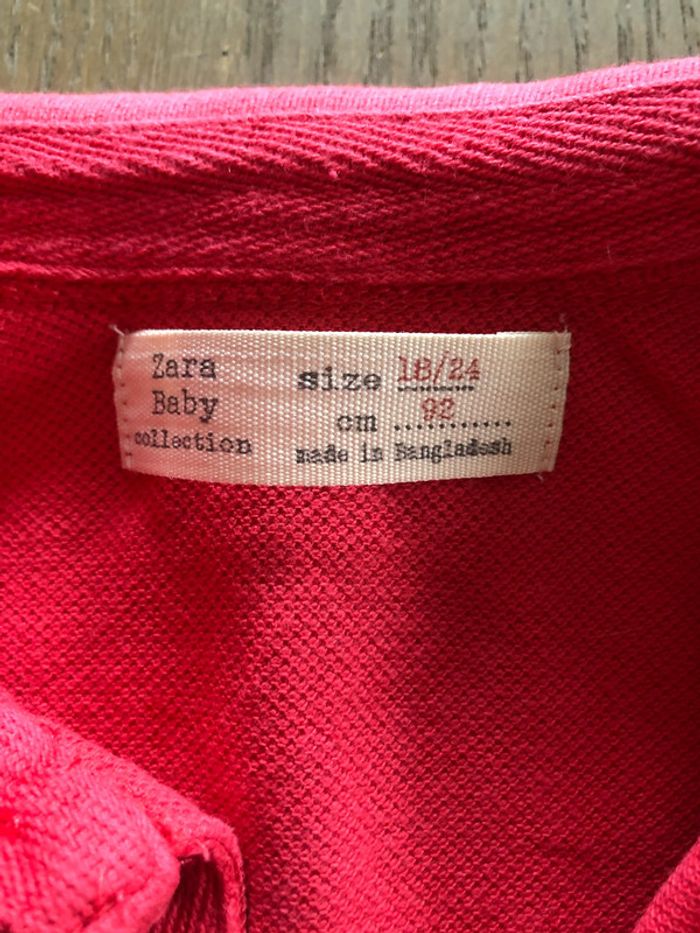 Zara
Baby
collection
size 18/24
cm 92
made in Bangladesh